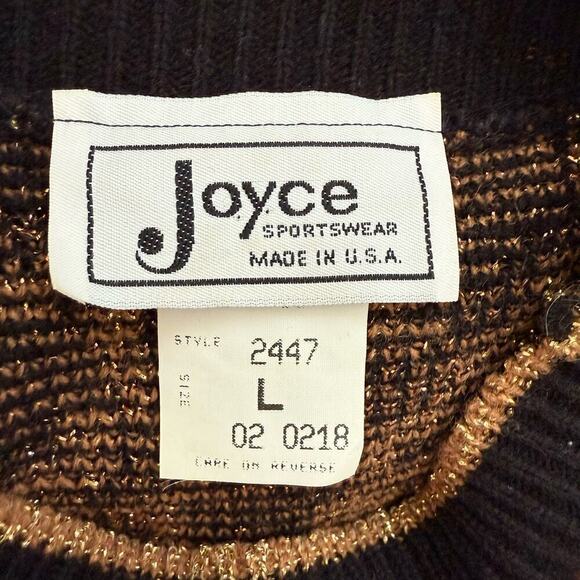 Joyce
SPORTSWEAR
MADE IN U.S.A.
STYLE 2447
SIZE L
02 0218
CARE ON REVERSE